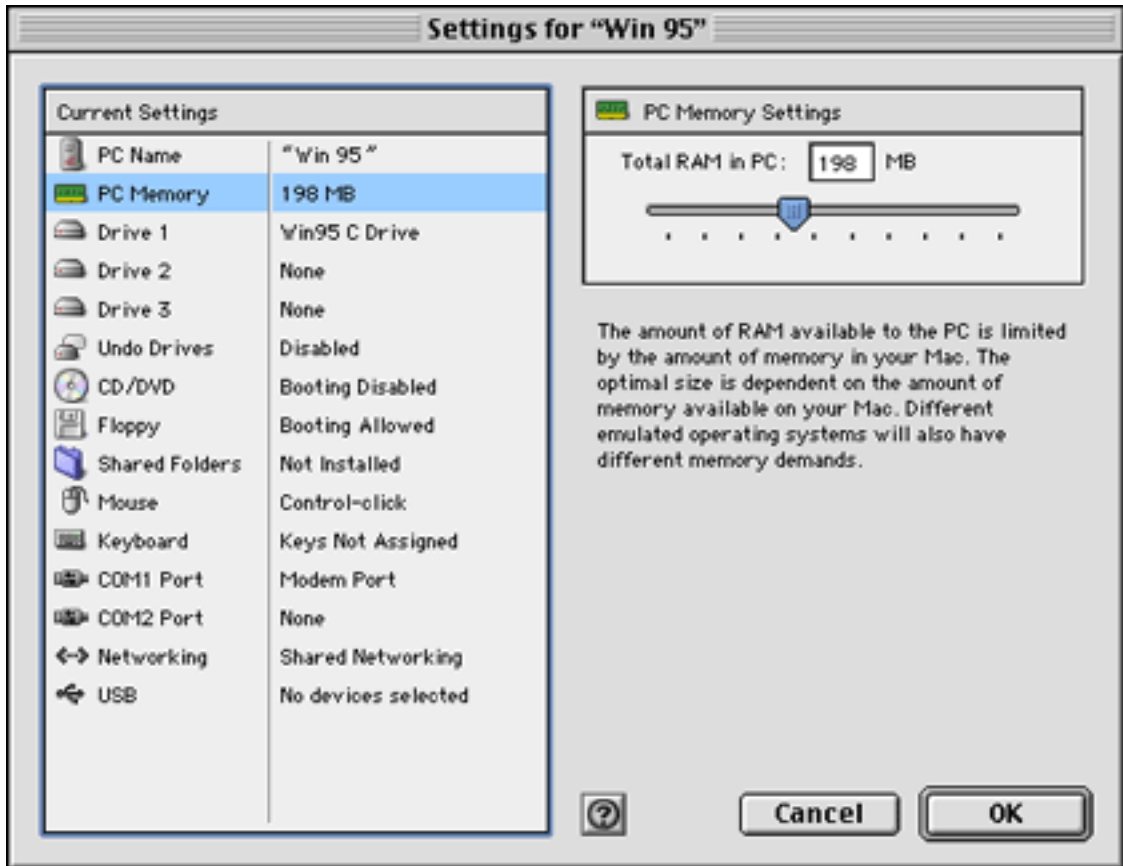 Settings for “Win 95”
Current Settings
PC Name “Win 95”
PC Memory 198 MB
Drive 1 Win95 C Drive
Drive 2 None
Drive 3 None
Undo Drives Disabled
CD/DVD Booting Disabled
Floppy Booting Allowed
Shared Folders Not Installed
Mouse Control-click
Keyboard Keys Not Assigned
COM1 Port Modem Port
COM2 Port None
Networking Shared Networking
USB No devices selected
PC Memory Settings
Total RAM in PC: 198 MB
The amount of RAM available to the PC is limited
by the amount of memory in your Mac. The
optimal size is dependent on the amount of
memory available on your Mac. Different
emulated operating systems will also have
different memory demands.
?
Cancel
OK